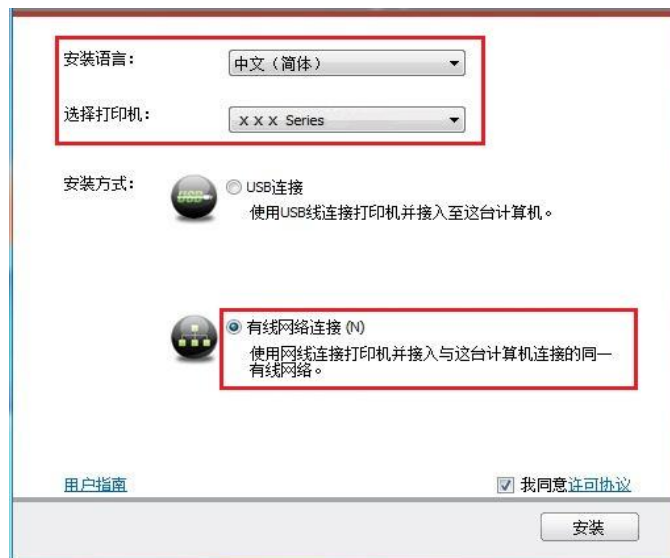 安装语言：
中文（简体）
选择打印机：
X X X Series
安装方式：
USB
USB连接
使用USB线连接打印机并接入至这台计算机。
有线网络连接 (N)
使用网线连接打印机并接入与这台计算机连接的同一
有线网络。
用户指南
我同意许可协议
安装